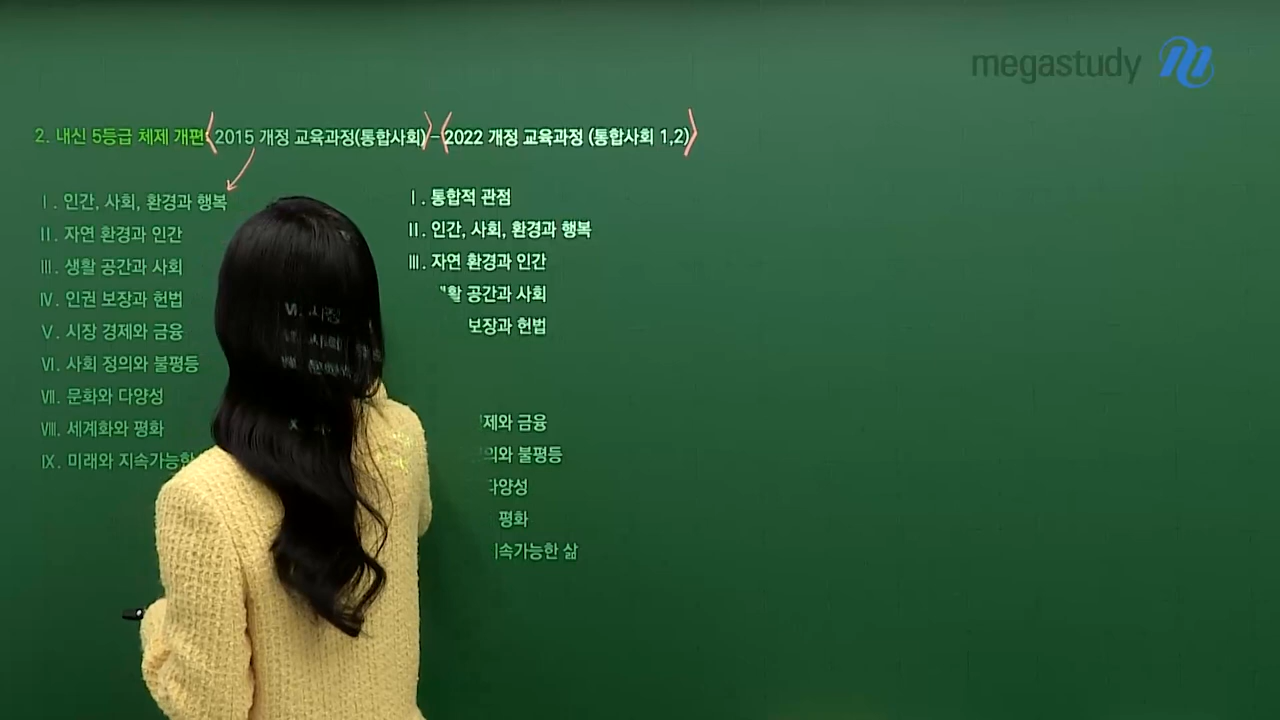 megastudy
2. 내신 5등급 체제 개편: 2015 개정 교육과정(통합사회) - 2022 개정 교육과정 (통합사회 1,2)
Ⅰ. 인간, 사회, 환경과 행복
Ⅱ. 자연 환경과 인간
Ⅲ. 생활 공간과 사회
Ⅳ. 인권 보장과 헌법
Ⅴ. 시장 경제와 금융
Ⅵ. 사회 정의와 불평등
Ⅶ. 문화와 다양성
Ⅷ. 세계화와 평화
Ⅸ. 미래와 지속가능한
Ⅰ. 통합적 관점
Ⅱ. 인간, 사회, 환경과 행복
Ⅲ. 자연 환경과 인간
공간과 사회
보장과 헌법
금융
불평등
다양성
평화
지속가능한 삶